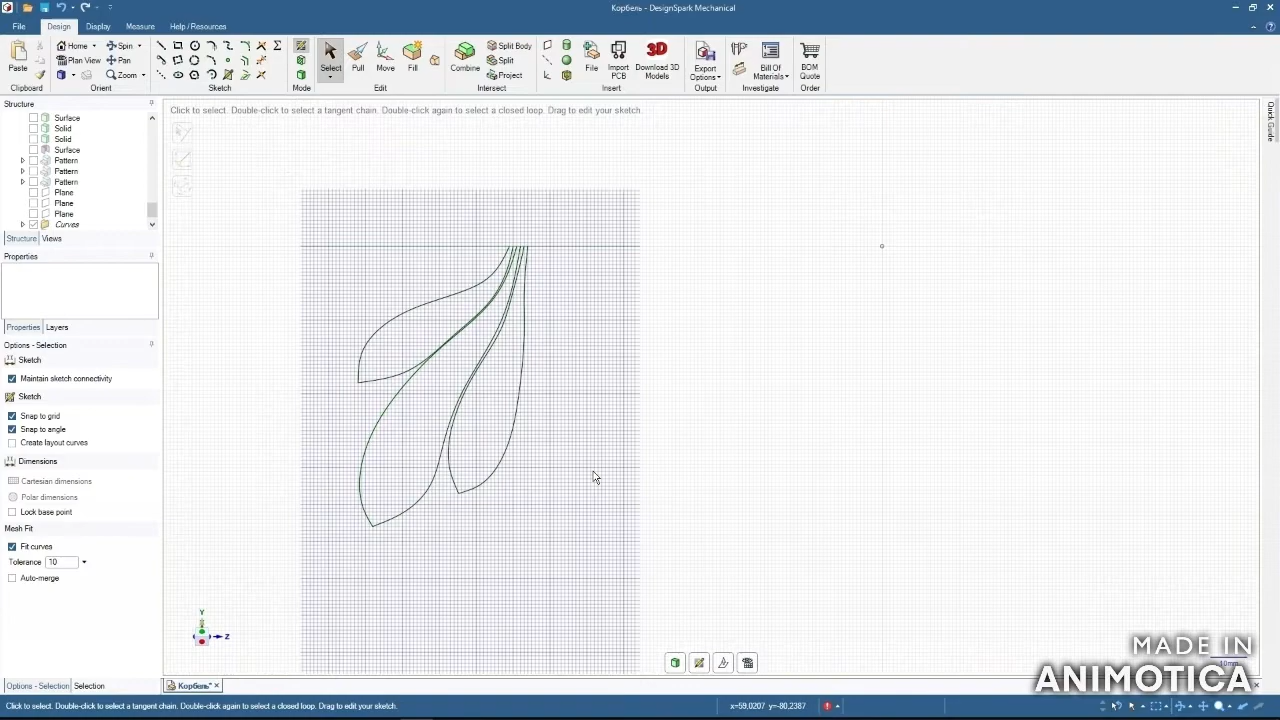 Корбель - DesignSpark Mechanical
File Design Display Measure Help / Resources
Paste
Home
Plan View
Spin
Pan
Zoom
Select
Pull
Move
Fill
Combine
Split Body
Split
Project
File
Import PCB
Download 3D Models
Export Options
Bill Of Materials
BOM Quote
Clipboard Orient Sketch Mode Edit Intersect Insert Output Investigate Order
Structure
Click to select. Double-click to select a tangent chain. Double-click again to select a closed loop. Drag to edit your sketch.
Quick Guide
Surface
Solid
Solid
Surface
Pattern
Pattern
Pattern
Plane
Plane
Plane
Curves
Structure Views
Properties
Properties Layers
Options - Selection
Sketch
Maintain sketch connectivity
Sketch
Snap to grid
Snap to angle
Create layout curves
Dimensions
Cartesian dimensions
Polar dimensions
Lock base point
Mesh Fit
Fit curves
Tolerance 10
Auto-merge
Y
Z
10mm
MADE IN
ANIMOTICA
Options - Selection Selection
Корбель*
Click to select. Double-click to select a tangent chain. Double-click again to select a closed loop. Drag to edit your sketch.
x=59.0207 y=-80.2387